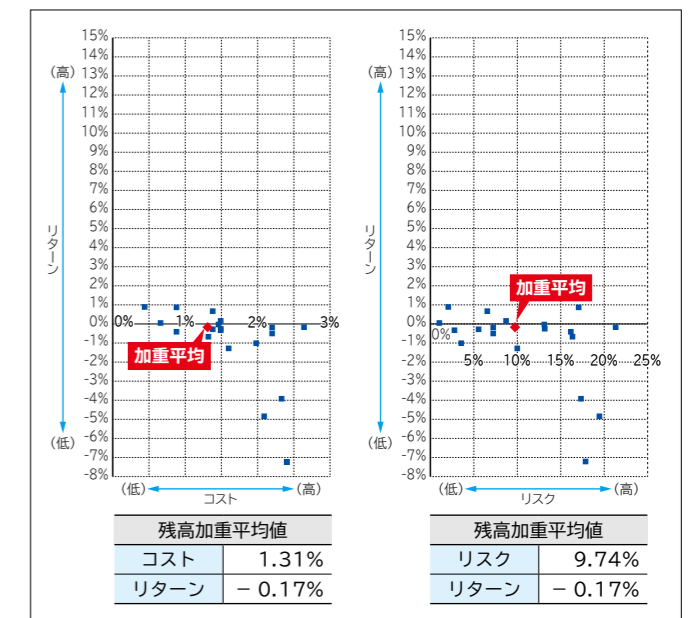 15%
14%
(高) 13%
12%
11%
10%
9%
8%
7%
6%
5%
リターン
4%
3%
2%
1%
0% 0% 1% 2% 3%
-1%
加重平均
-2%
-3%
-4%
-5%
-6%
(低)
-7%
-8%
(低) コスト (高)
残高加重平均値
コスト 1.31%
リターン − 0.17%
15%
14%
(高) 13%
12%
11%
10%
9%
8%
7%
6%
5%
リターン
4%
3%
2%
加重平均
1%
0%
0%
-1%
5% 10% 15% 20% 25%
-2%
-3%
-4%
-5%
-6%
(低)
-7%
-8%
(低) リスク (高)
残高加重平均値
リスク 9.74%
リターン − 0.17%